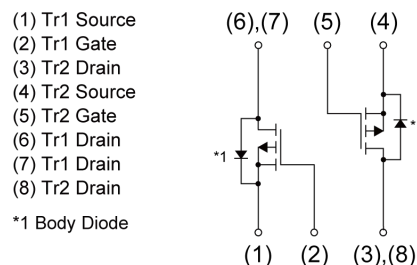 (1) Tr1 Source
(2) Tr1 Gate
(3) Tr2 Drain
(4) Tr2 Source
(5) Tr2 Gate
(6) Tr1 Drain
(7) Tr1 Drain
(8) Tr2 Drain
*1 Body Diode
(6),(7) (5) (4)
*1
*
(1) (2) (3),(8)